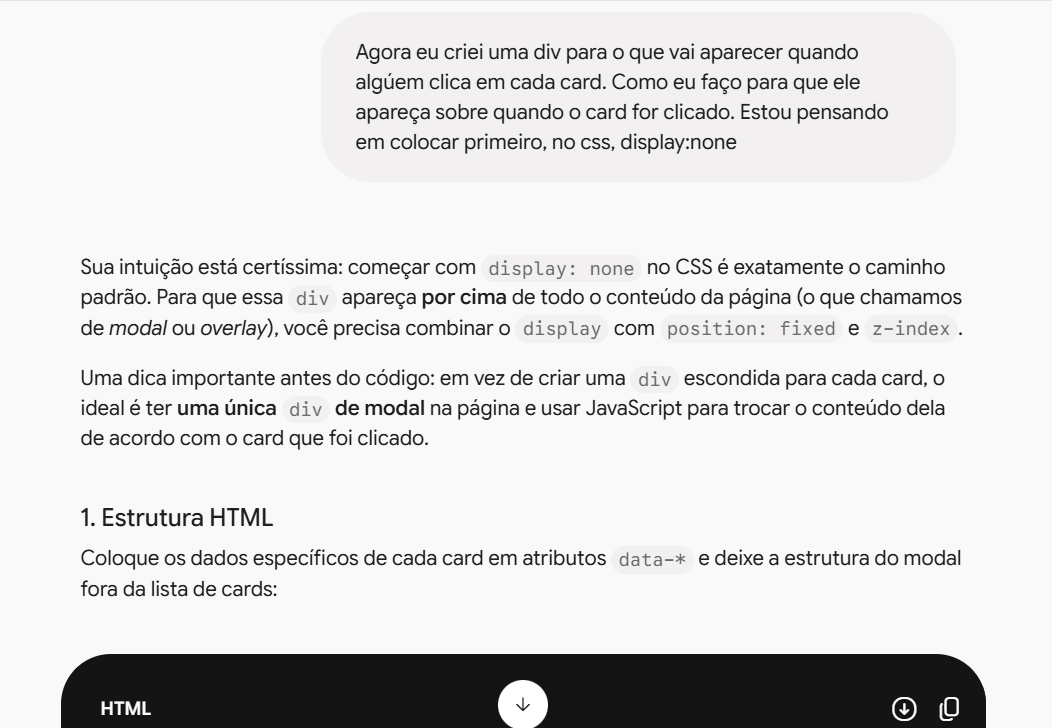 Agora eu criei uma div para o que vai aparecer quando
algúem clica em cada card. Como eu faço para que ele
apareça sobre quando o card for clicado. Estou pensando
em colocar primeiro, no css, display:none
Sua intuição está certíssima: começar com display: none no CSS é exatamente o caminho
padrão. Para que essa div apareça por cima de todo o conteúdo da página (o que chamamos
de modal ou overlay), você precisa combinar o display com position: fixed e z-index.
Uma dica importante antes do código: em vez de criar uma div escondida para cada card, o
ideal é ter uma única div de modal na página e usar JavaScript para trocar o conteúdo dela
de acordo com o card que foi clicado.
1. Estrutura HTML
Coloque os dados específicos de cada card em atributos data-* e deixe a estrutura do modal
fora da lista de cards:
HTML